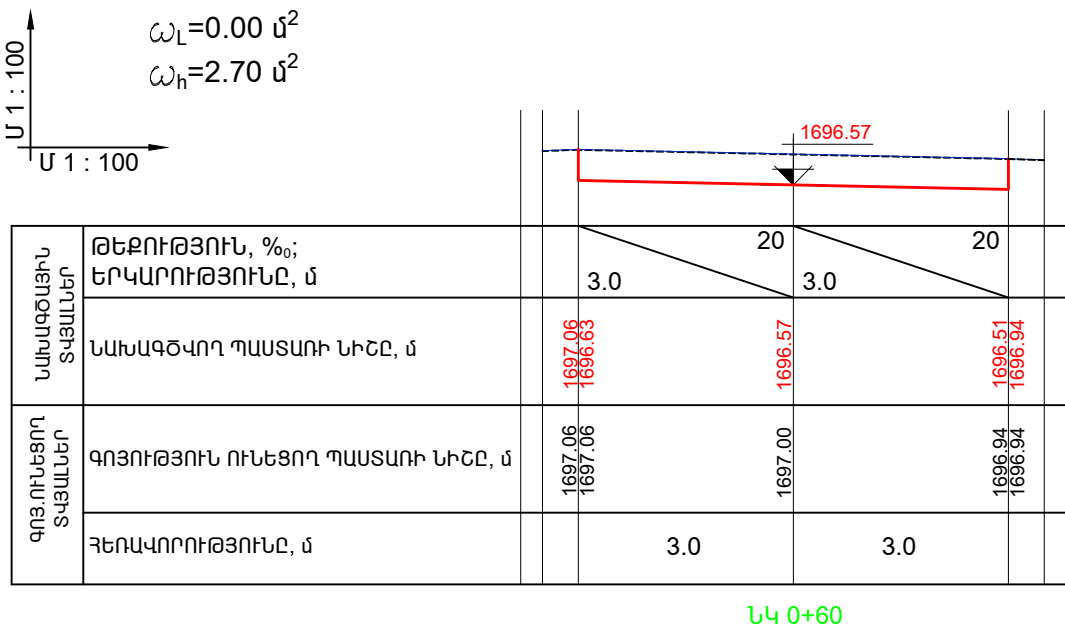 ω_L=0.00 մ²
ω_h=2.70 մ²
Մ 1 : 100
Մ 1 : 100
1696.57
ՆԱԽԱԳԾԱՅԻՆ
ՏՎՅԱԼՆԵՐ
ԹԵՔՈՒԹՅՈՒՆ, ‰;
ԵՐԿԱՐՈՒԹՅՈՒՆԸ, մ
3.0
20
3.0
20
ՆԱԽԱԳԾՎՈՂ ՊԱՍՏԱՌԻ ՆԻՇԸ, մ
1697.06
1696.63
1696.57
1696.51
1696.94
ԳՈՅ.ՈՒՆԵՑՈՂ
ՏՎՅԱԼՆԵՐ
ԳՈՅՈՒԹՅՈՒՆ ՈՒՆԵՑՈՂ ՊԱՍՏԱՌԻ ՆԻՇԸ, մ
1697.06
1697.06
1697.00
1696.94
1696.94
ՀԵՌԱՎՈՐՈՒԹՅՈՒՆԸ, մ
3.0
3.0
ՆԿ 0+60